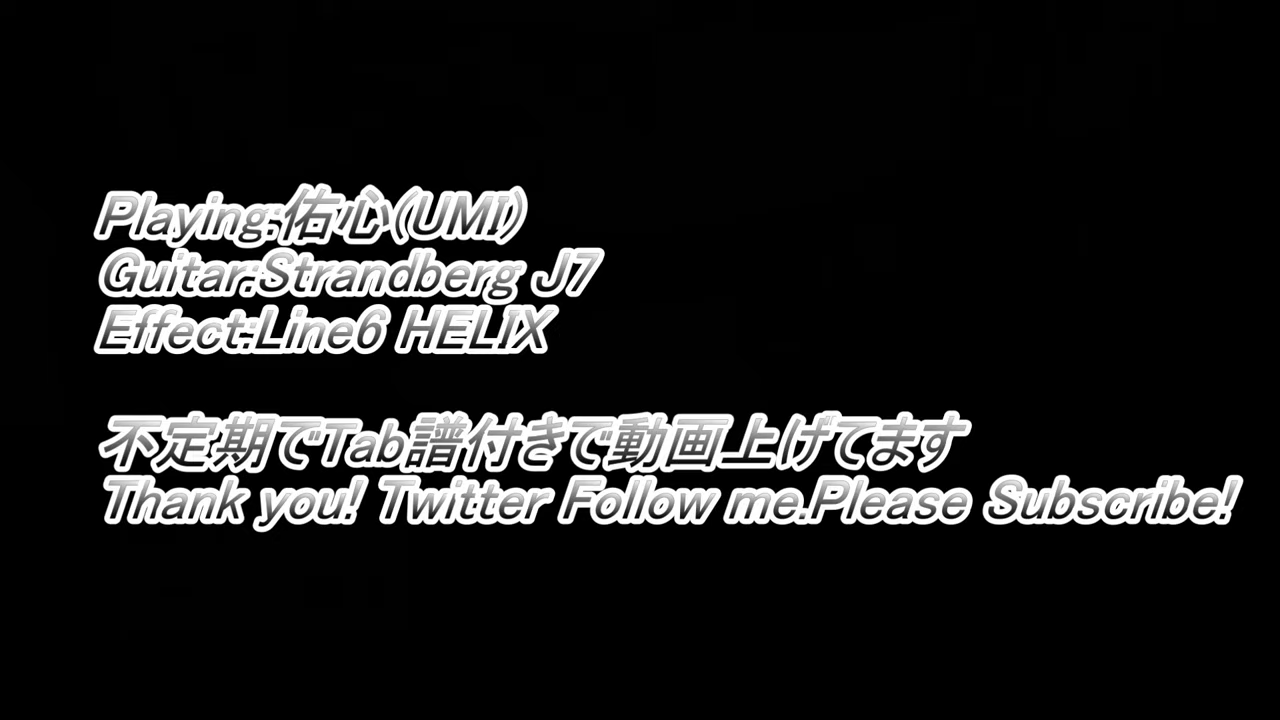 Playing:佑心(UMI)
Guitar:Strandberg J7
Effect:Line6 HELIX
不定期でTab譜付きで動画上げてます
Thank you! Twitter Follow me.Please Subscribe!